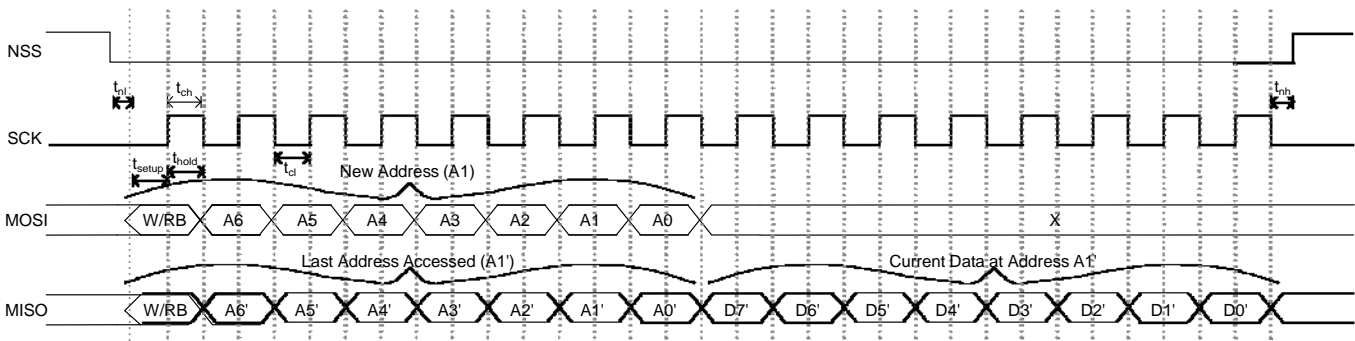 NSS
t_nl t_ch t_nh
SCK
t_setup t_hold t_cl
New Address (A1)
MOSI W/RB A6 A5 A4 A3 A2 A1 A0 X
Last Address Accessed (A1') Current Data at Address A1'
MISO W/RB A6' A5' A4' A3' A2' A1' A0' D7' D6' D5' D4' D3' D2' D1' D0'